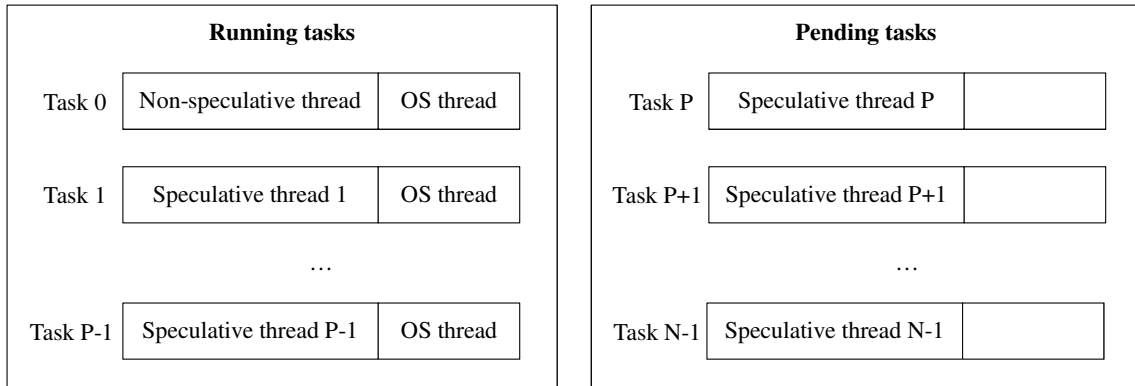 Running tasks
Task 0 Non-speculative thread OS thread
Task 1 Speculative thread 1 OS thread
…
Task P-1 Speculative thread P-1 OS thread
Pending tasks
Task P Speculative thread P
Task P+1 Speculative thread P+1
…
Task N-1 Speculative thread N-1